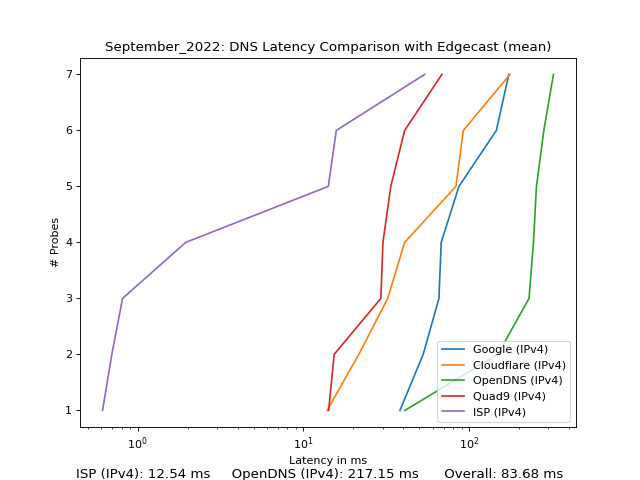 September_2022: DNS Latency Comparison with Edgecast (mean)
# Probes
7
6
5
4
3
2
1
Google (IPv4)
Cloudflare (IPv4)
OpenDNS (IPv4)
Quad9 (IPv4)
ISP (IPv4)
10⁰ 10¹ 10²
Latency in ms
ISP (IPv4): 12.54 ms OpenDNS (IPv4): 217.15 ms Overall: 83.68 ms